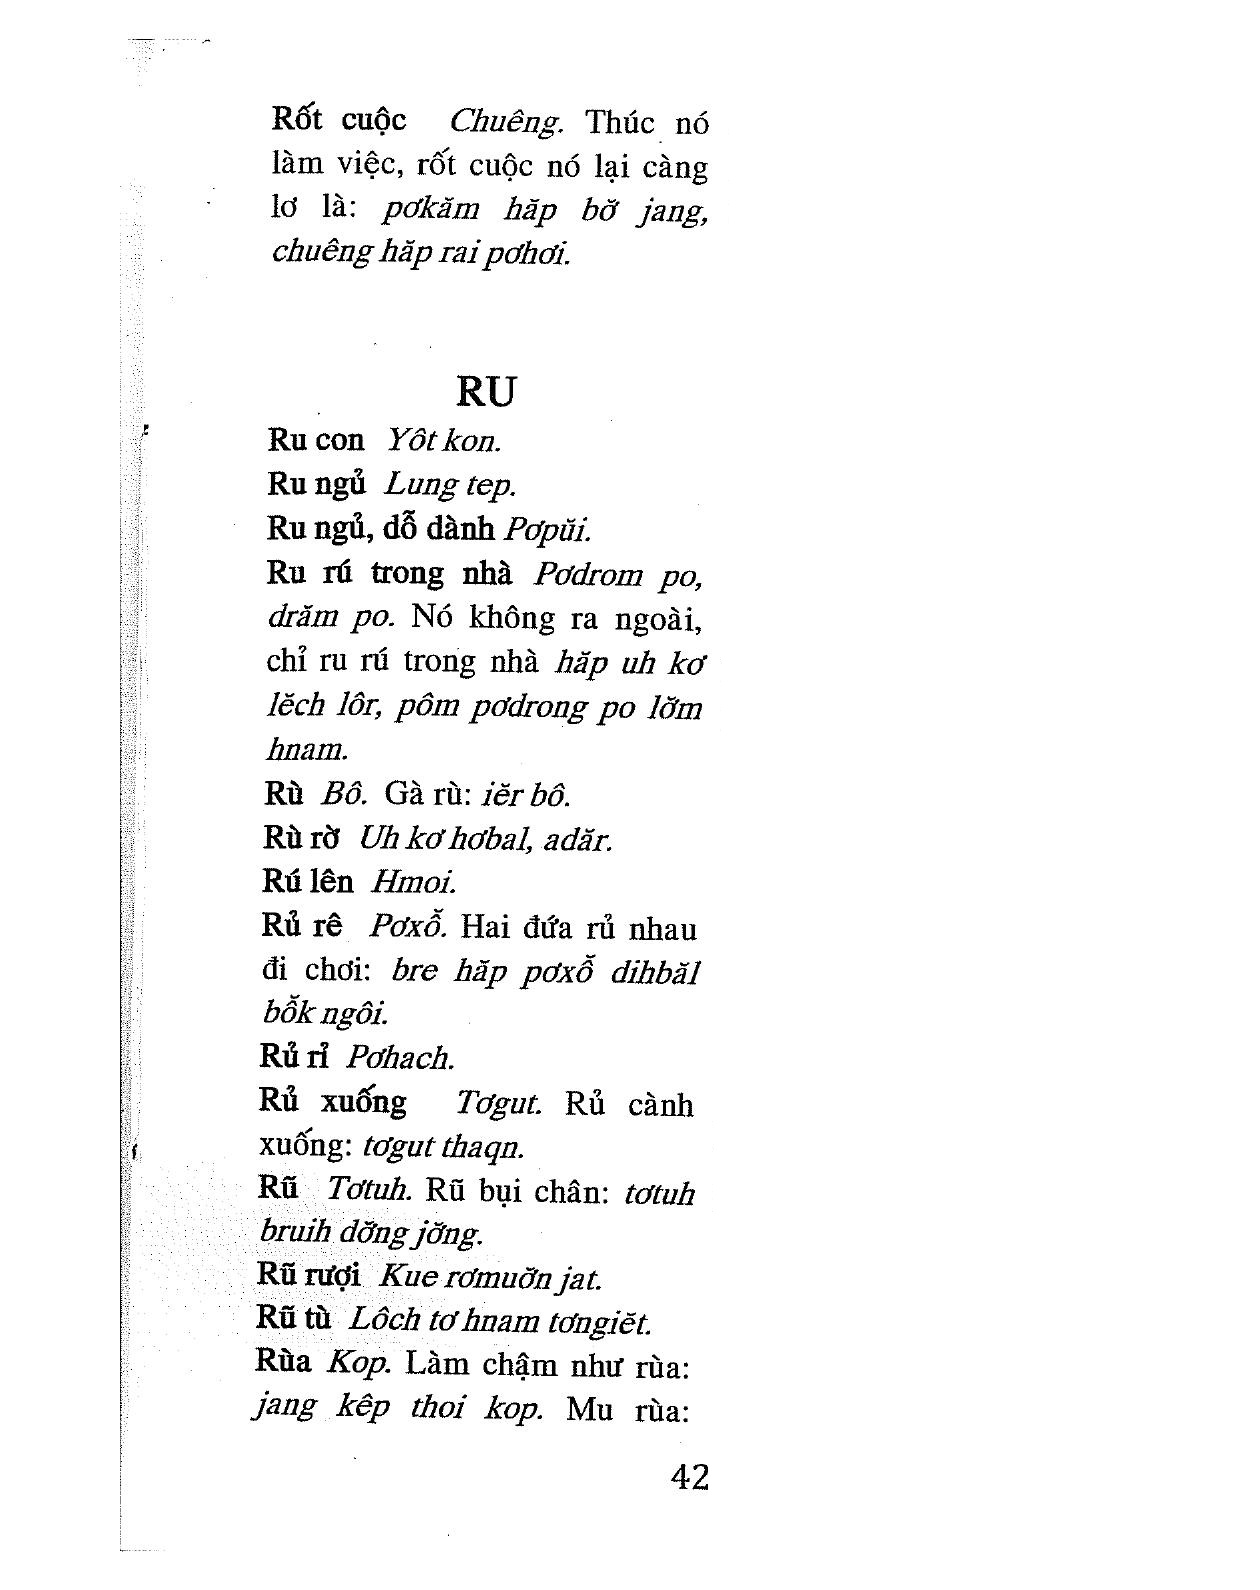 Rốt cuộc Chuêng. Thúc nó
làm việc, rốt cuộc nó lại càng
lơ là: pơkăm hăp bơ̆ jang,
chuêng hăp rai pơhơi.
RU
Ru con Yôt kon.
Ru ngủ Lung tep.
Ru ngủ, dỗ dành Pơpŭi.
Ru rú trong nhà Pơdrom po,
drăm po. Nó không ra ngoài,
chỉ ru rú trong nhà hăp uh kơ
lĕch lôr, pôm pơdrong po lơ̆m
hnam.
Rù Bô. Gà rù: iĕr bô.
Rù rờ Uh kơ hơbal, adăr.
Rú lên Hmoi.
Rủ rê Pơxô̆. Hai đứa rủ nhau
đi chơi: bre hăp pơxô̆ dihbăl
bô̆k ngôi.
Rủ rỉ Pơhach.
Rủ xuống Tơgut. Rủ cành
xuống: tơgut thaqn.
Rũ Tơtuh. Rũ bụi chân: tơtuh
bruih dơ̆ng jơ̆ng.
Rũ rượi Kue rơmuơ̆n jat.
Rũ tù Lôch tơ hnam tơngiĕt.
Rùa Kop. Làm chậm như rùa:
jang kêp thoi kop. Mu rùa:
42